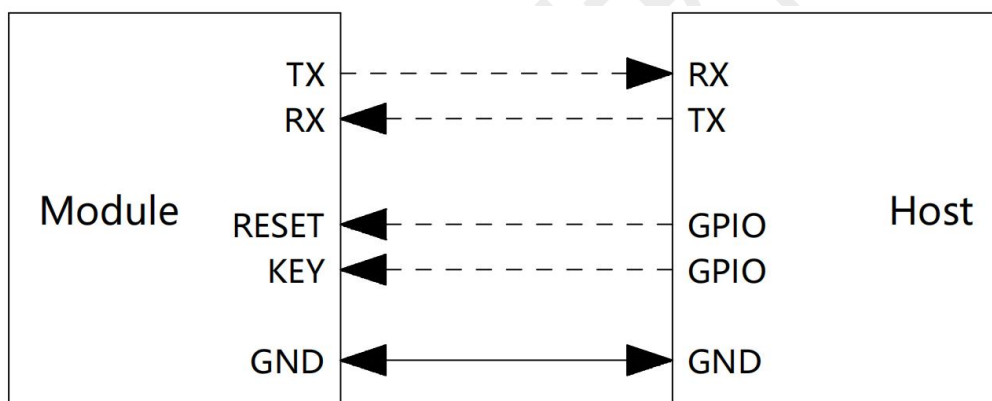 TX RX
RX TX
Module Host
RESET GPIO
KEY GPIO
GND GND